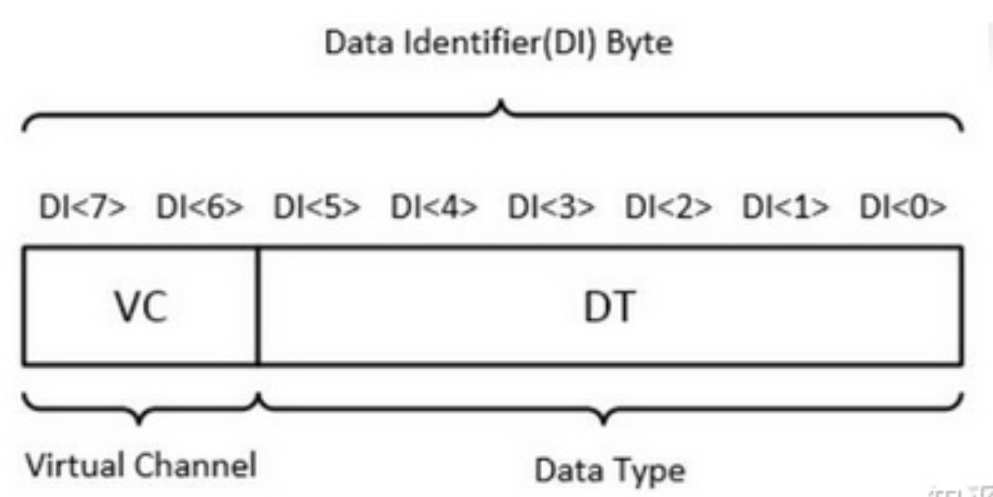 Data Identifier(DI) Byte
DI<7> DI<6> DI<5> DI<4> DI<3> DI<2> DI<1> DI<0>
VC DT
Virtual Channel Data Type